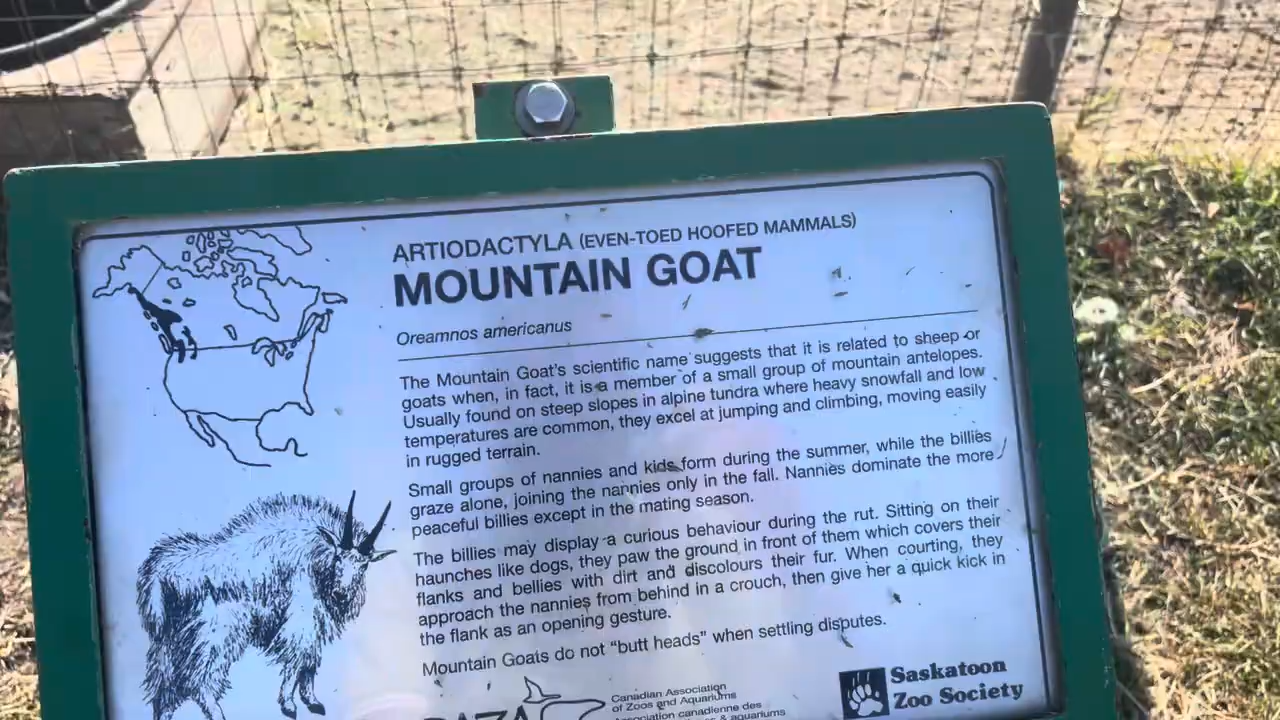 ARTIODACTYLA (EVEN-TOED HOOFED MAMMALS)
MOUNTAIN GOAT
Oreamnos americanus
The Mountain Goat's scientific name suggests that it is related to sheep or
goats when, in fact, it is a member of a small group of mountain antelopes.
Usually found on steep slopes in alpine tundra where heavy snowfall and low
temperatures are common, they excel at jumping and climbing, moving easily
in rugged terrain.
Small groups of nannies and kids form during the summer, while the billies
graze alone, joining the nannies only in the fall. Nannies dominate the more
peaceful billies except in the mating season.
The billies may display a curious behaviour during the rut. Sitting on their
haunches like dogs, they paw the ground in front of them which covers their
flanks and bellies with dirt and discolours their fur. When courting, they
approach the nannies from behind in a crouch, then give her a quick kick in
the flank as an opening gesture.
Mountain Goats do not "butt heads" when settling disputes.
CAZA
Canadian Association
of Zoos and Aquariums
Association canadienne des
& aquariums
Saskatoon
Zoo Society